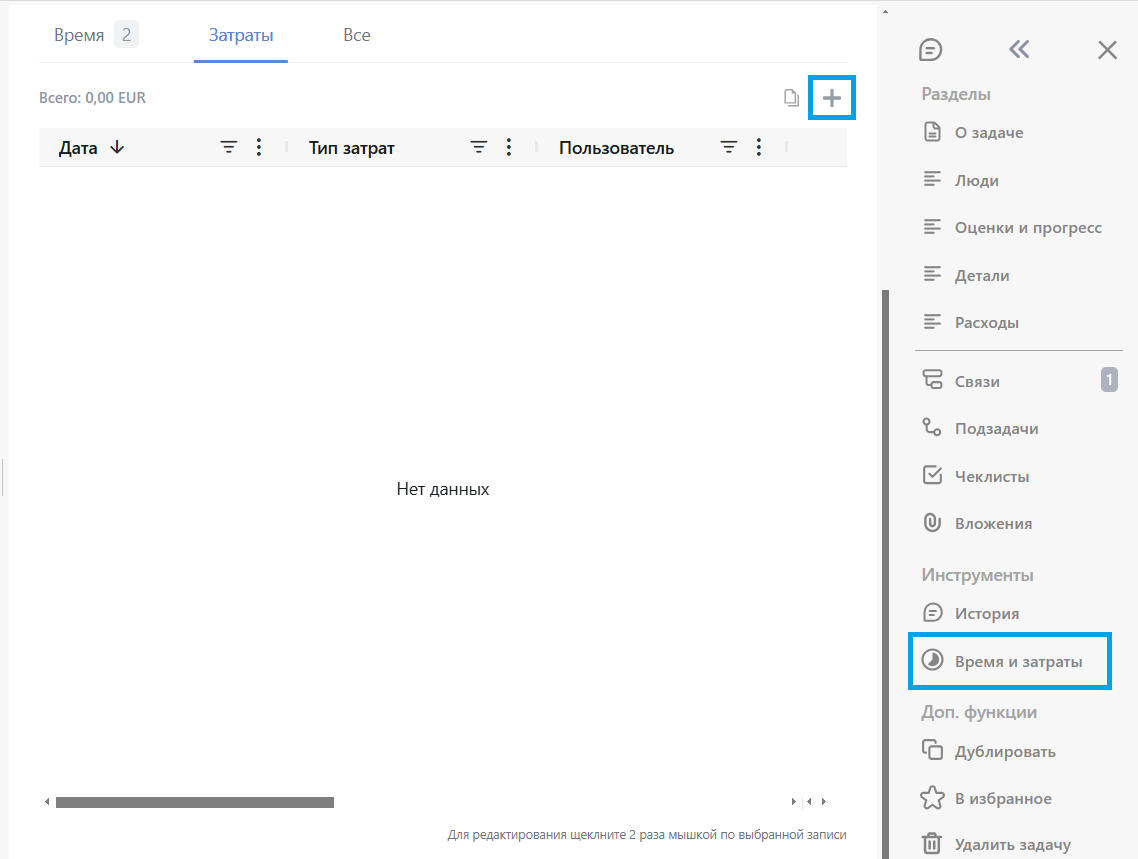 Время 2 Затраты Все
Всего: 0,00 EUR
Дата Тип затрат Пользователь
Нет данных
Для редактирования щеклните 2 раза мышкой по выбранной записи
Разделы
О задаче
Люди
Оценки и прогресс
Детали
Расходы
Связи 1
Подзадачи
Чеклисты
Вложения
Инструменты
История
Время и затраты
Доп. функции
Дублировать
В избранное
Удалить задачу